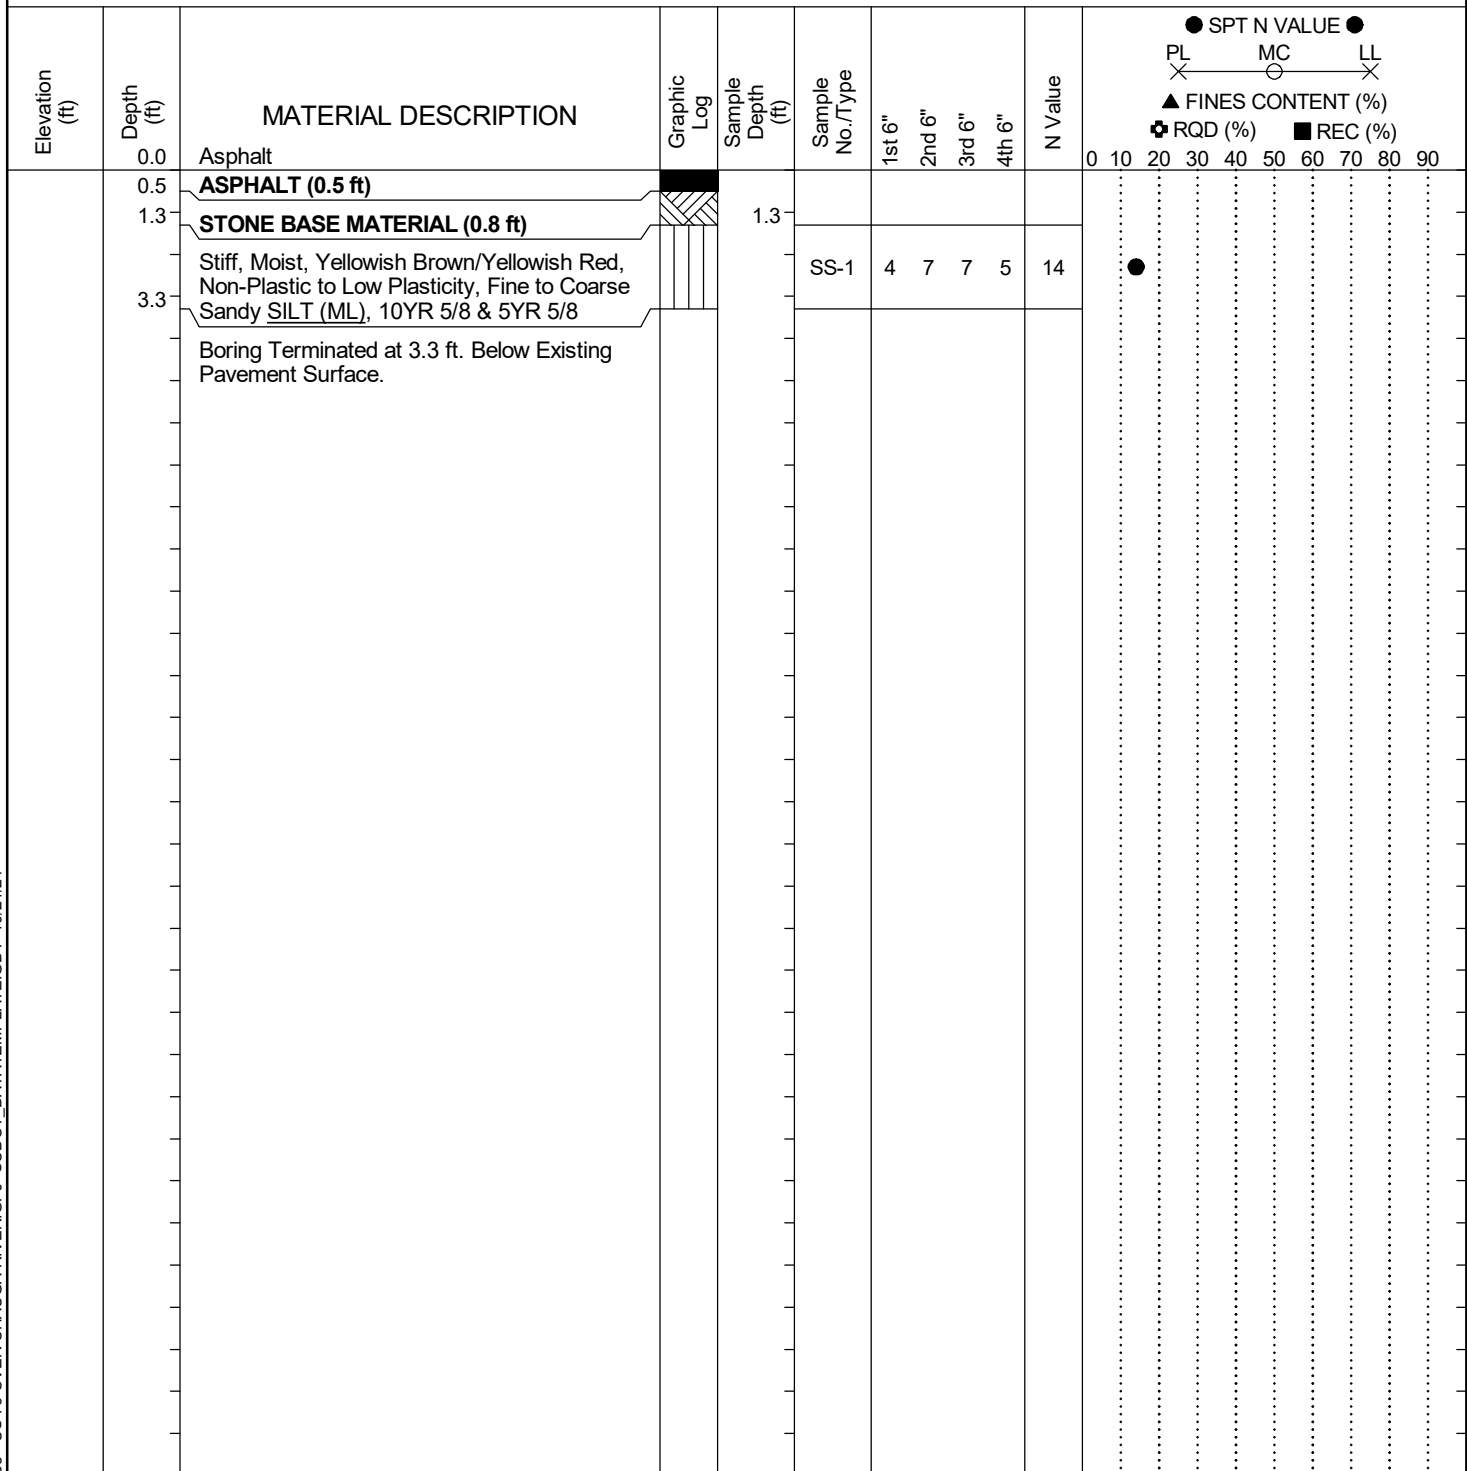 ● SPT N VALUE ●
PL MC LL
▲ FINES CONTENT (%)
RQD (%) ■ REC (%)
0 10 20 30 40 50 60 70 80 90
Elevation
(ft)
Depth
(ft)
MATERIAL DESCRIPTION
Graphic
Log
Sample
Depth
(ft)
Sample
No./Type
1st 6"
2nd 6"
3rd 6"
4th 6"
N Value
0.0 Asphalt
0.5 ASPHALT (0.5 ft)
1.3 STONE BASE MATERIAL (0.8 ft) 1.3
Stiff, Moist, Yellowish Brown/Yellowish Red,
Non-Plastic to Low Plasticity, Fine to Coarse
Sandy SILT (ML), 10YR 5/8 & 5YR 5/8
SS-1 4 7 7 5 14
3.3
Boring Terminated at 3.3 ft. Below Existing
Pavement Surface.